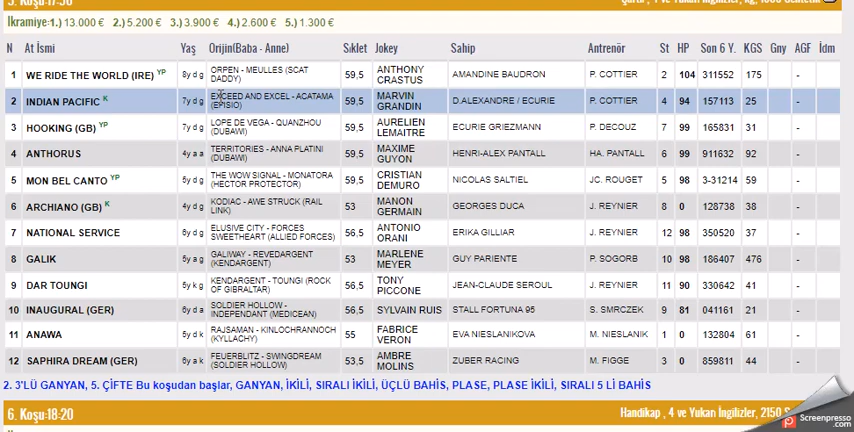 5. Koşu-17-50
Şartlı , 4 ve Yukarı İngilizler, kg, 1600 Sentetik
İkramiye-1.) 13.000 € 2.) 5.200 € 3.) 3.900 € 4.) 2.600 € 5.) 1.300 €
N At İsmi Yaş Orijin(Baba - Anne) Sıklet Jokey Sahip Antrenör St HP Son 6 Y. KGS Gny AGF İdm
1 WE RIDE THE WORLD (IRE) YP 8y d g ORPEN - MEULLES (SCAT DADDY) 59,5 ANTHONY CRASTUS AMANDINE BAUDRON P. COTTIER 2 104 311552 175 -
2 INDIAN PACIFIC K 7y d g EXCEED AND EXCEL - ACATAMA (EFISIO) 59,5 MARVIN GRANDIN D.ALEXANDRE / ECURIE P. COTTIER 4 94 157113 25 -
3 HOOKING (GB) YP 7y d g LOPE DE VEGA - QUANZHOU (DUBAWI) 59,5 AURELIEN LEMAITRE ECURIE GRIEZMANN P. DECOUZ 7 99 165831 31 -
4 ANTHORUS 4y a a TERRITORIES - ANNA PLATINI (DUBAWI) 59,5 MAXIME GUYON HENRI-ALEX PANTALL HA. PANTALL 6 99 911632 92 -
5 MON BEL CANTO YP 5y d g THE WOW SIGNAL - MONATORA (HECTOR PROTECTOR) 59,5 CRISTIAN DEMURO NICOLAS SALTIEL JC. ROUGET 5 98 3-31214 59 -
6 ARCHIANO (GB) K 4y d g KODIAC - AWE STRUCK (RAIL LINK) 53 MANON GERMAIN GEORGES DUCA J. REYNIER 8 0 128738 38 -
7 NATIONAL SERVICE 6y d g ELUSIVE CITY - FORCES SWEETHEART (ALLIED FORCES) 56,5 ANTONIO ORANI ERIKA GILLIAR J. REYNIER 12 98 350520 37 -
8 GALIK 5y a g GALIWAY - REVEDARGENT (KENDARGENT) 53 MARLENE MEYER GUY PARIENTE P. SOGORB 10 98 186407 476 -
9 DAR TOUNGI 5y k g KENDARGENT - TOUNGI (ROCK OF GIBRALTAR) 56,5 TONY PICCONE JEAN-CLAUDE SEROUL J. REYNIER 11 90 330642 41 -
10 INAUGURAL (GER) 5y d a SOLDIER HOLLOW - INDEPENDANT (MEDICEAN) 56,5 SYLVAIN RUIS STALL FORTUNA 95 S. SMRCZEK 9 81 041161 21 -
11 ANAWA 5y d k RAJSAMAN - KINLOCHRANNOCH (KYLLACHY) 55 FABRICE VERON EVA NIESLANIKOVA M. NIESLANIK 1 0 132804 61 -
12 SAPHIRA DREAM (GER) 6y a k FEUERBLITZ - SWINGDREAM (SOLDIER HOLLOW) 53,5 AMBRE MOLINS ZUBER RACING M. FIGGE 3 0 859811 44 -
2. 3'LÜ GANYAN, 5. ÇİFTE Bu koşudan başlar, GANYAN, İKİLİ, SIRALI İKİLİ, ÜÇLÜ BAHİS, PLASE, PLASE İKİLİ, SIRALI 5 Lİ BAHİS
6. Koşu-18-20 Handikap , 4 ve Yukarı İngilizler, 2150
Screenpresso.com